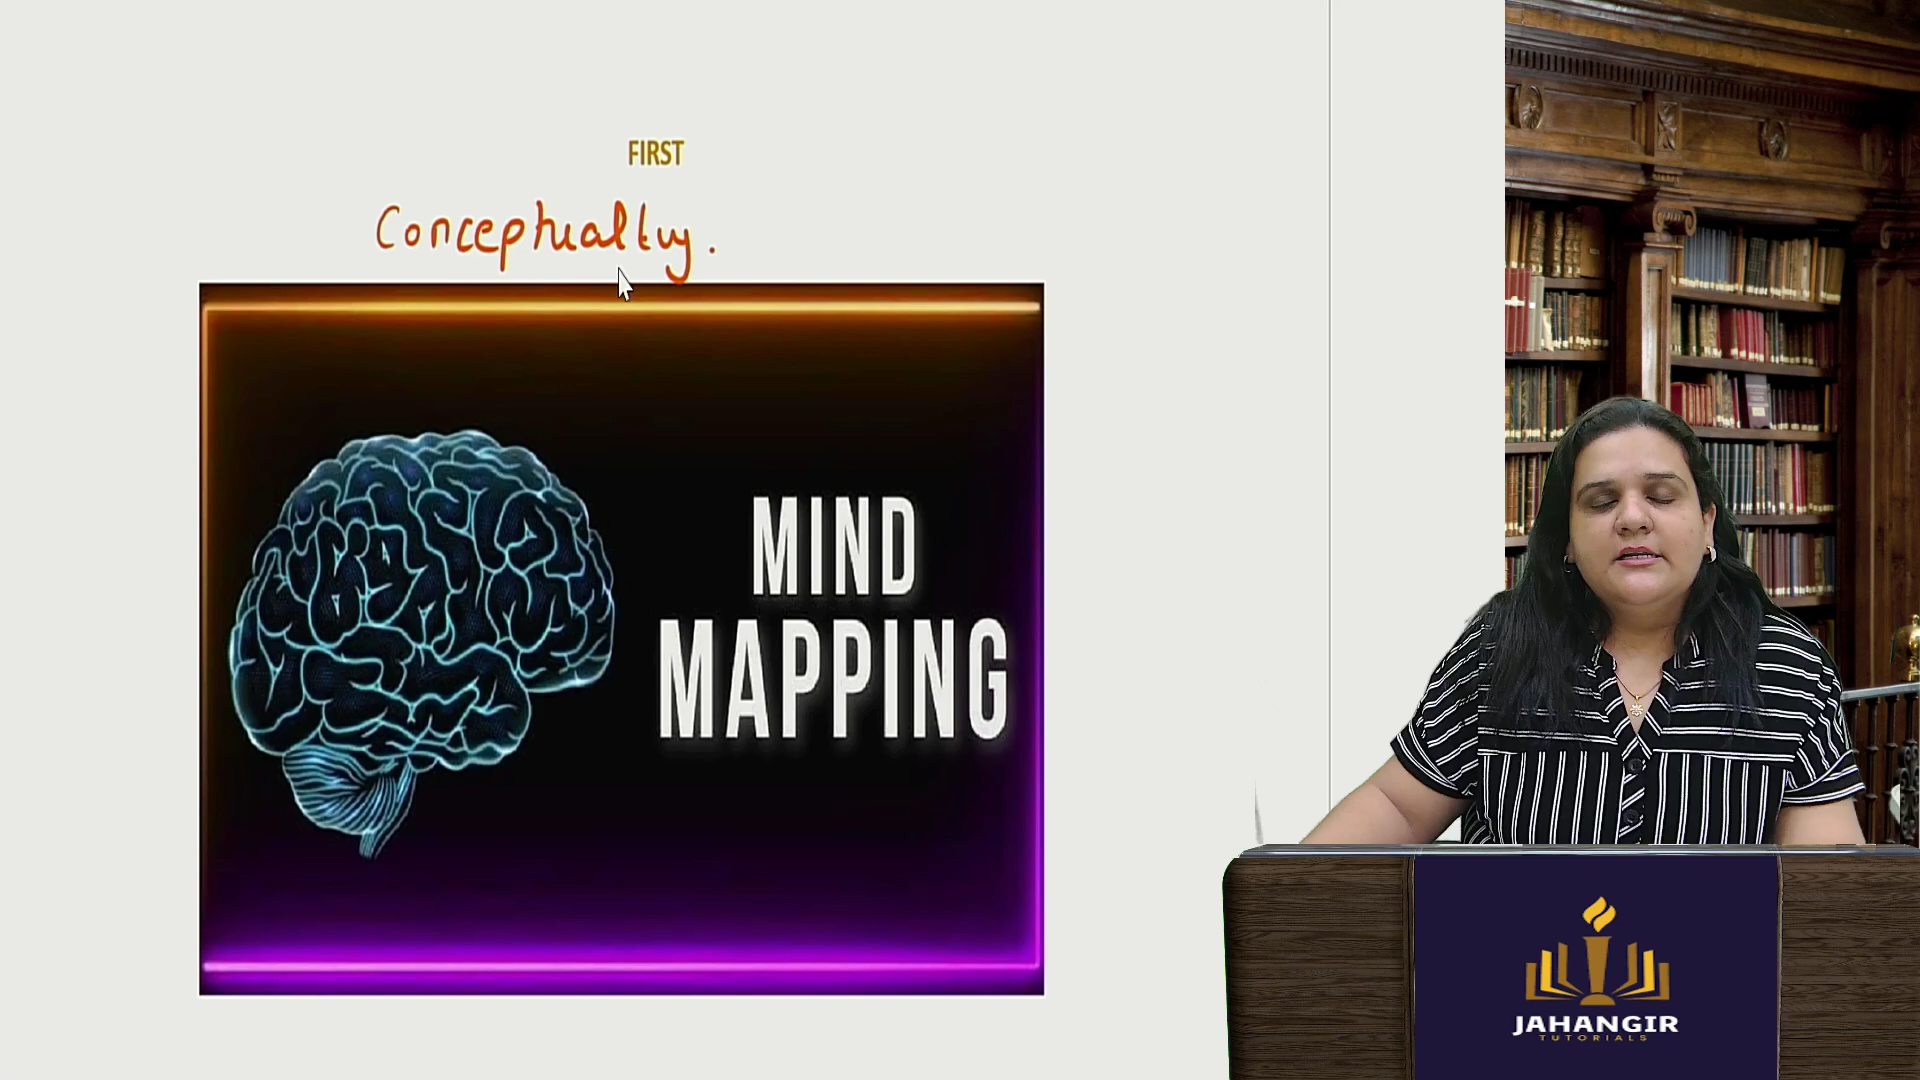 FIRST
Conceptually.
MIND
MAPPING
JAHANGIR
TUTORIALS